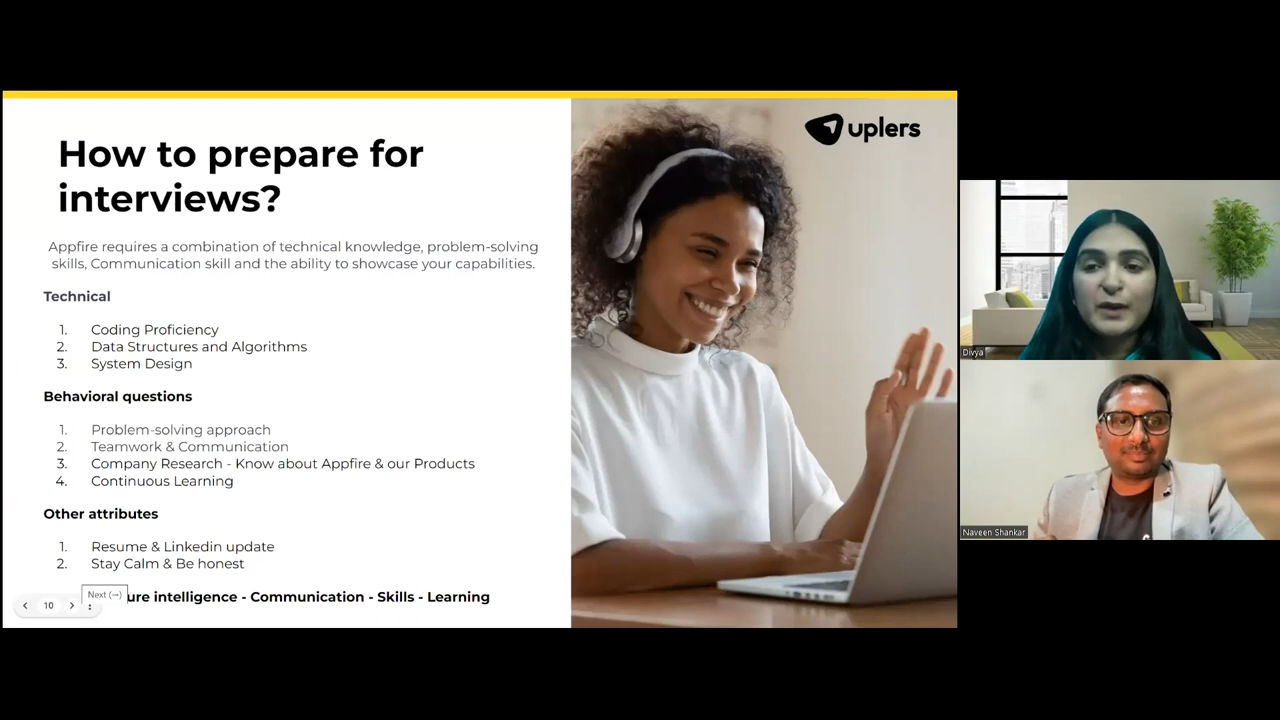 How to prepare for
interviews?
Appfire requires a combination of technical knowledge, problem-solving
skills, Communication skill and the ability to showcase your capabilities.
Technical
1. Coding Proficiency
2. Data Structures and Algorithms
3. System Design
Behavioral questions
1. Problem-solving approach
2. Teamwork & Communication
3. Company Research - Know about Appfire & our Products
4. Continuous Learning
Other attributes
1. Resume & Linkedin update
2. Stay Calm & Be honest
intelligence - Communication - Skills - Learning
Next (→)
10
uplers
Divya
Naveen Shankar